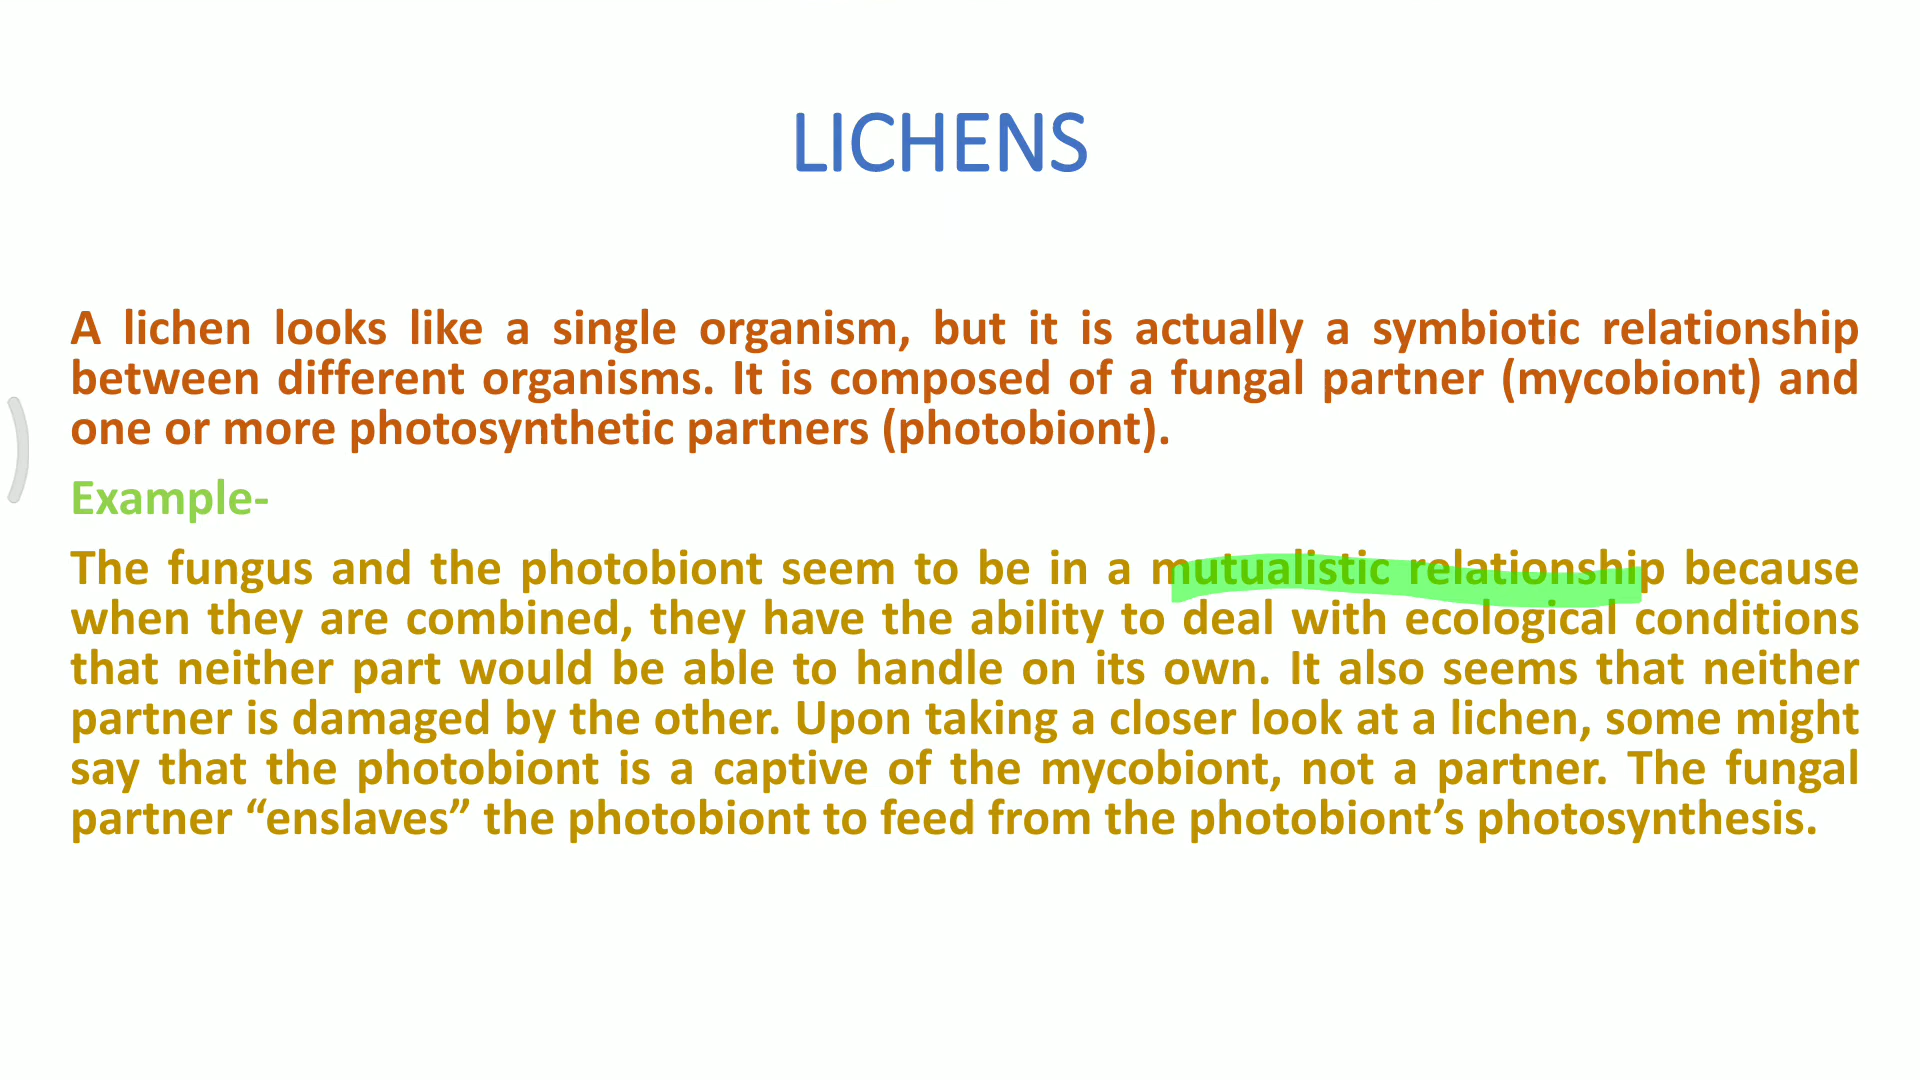 LICHENS
A lichen looks like a single organism, but it is actually a symbiotic relationship
between different organisms. It is composed of a fungal partner (mycobiont) and
one or more photosynthetic partners (photobiont).
Example-
The fungus and the photobiont seem to be in a mutualistic relationship because
when they are combined, they have the ability to deal with ecological conditions
that neither part would be able to handle on its own. It also seems that neither
partner is damaged by the other. Upon taking a closer look at a lichen, some might
say that the photobiont is a captive of the mycobiont, not a partner. The fungal
partner “enslaves” the photobiont to feed from the photobiont’s photosynthesis.